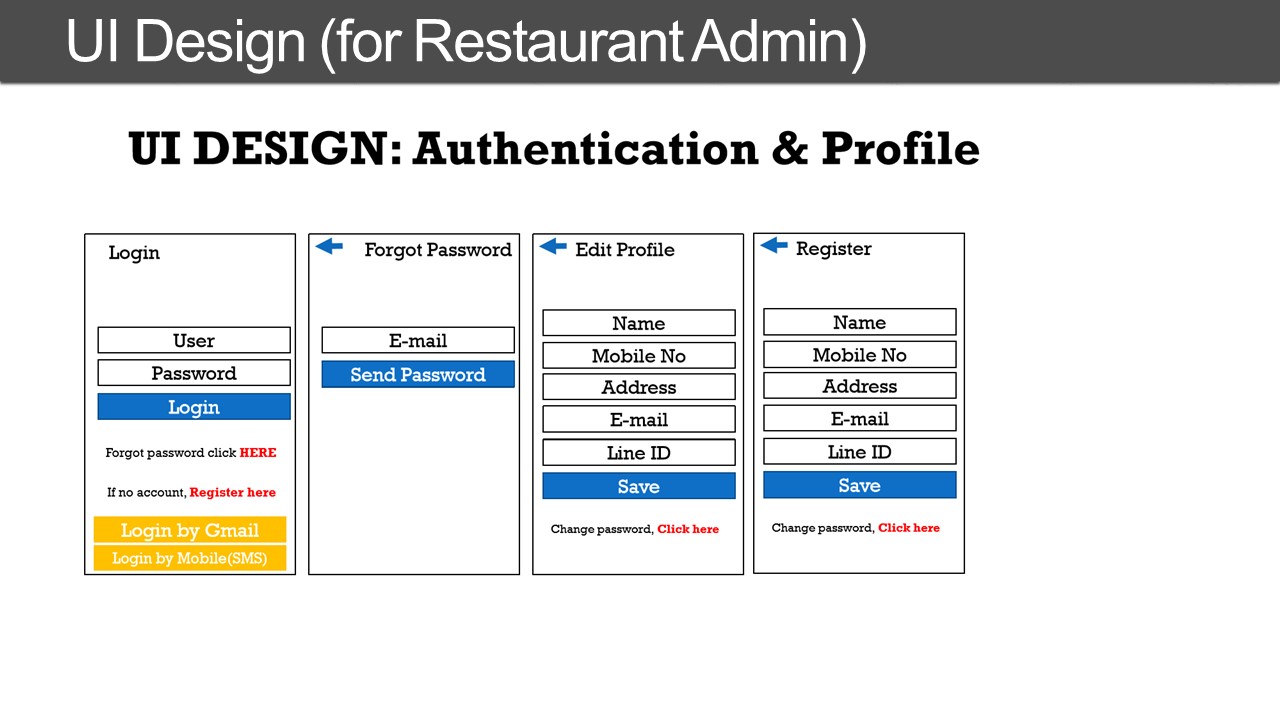 UI Design (for Restaurant Admin)
UI DESIGN: Authentication & Profile
Login
User
Password
Login
Forgot password click HERE
If no account, Register here
Login by Gmail
Login by Mobile(SMS)
Forgot Password
E-mail
Send Password
Edit Profile
Name
Mobile No
Address
E-mail
Line ID
Save
Change password, Click here
Register
Name
Mobile No
Address
E-mail
Line ID
Save
Change password, Click here